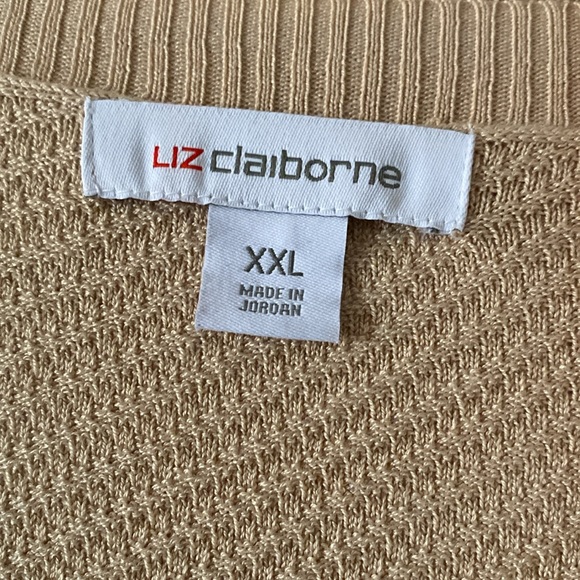 LIZ claiborne
XXL
MADE IN
JORDAN